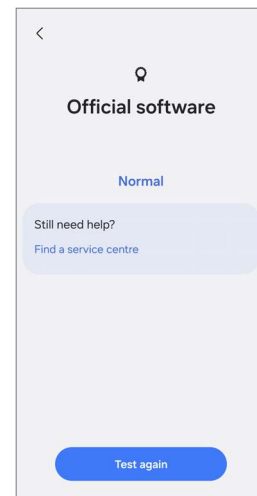 Official software
Normal
Still need help?
Find a service centre
Test again